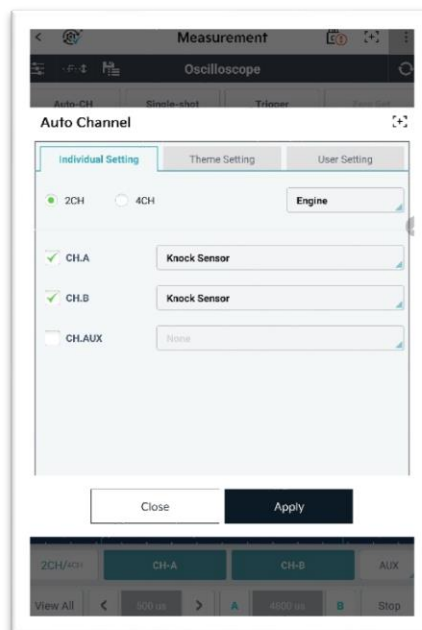 Measurement
Oscilloscope
Auto-CH Single-shot Trigger
Auto Channel
Individual Setting Theme Setting User Setting
2CH 4CH Engine
CH.A Knock Sensor
CH.B Knock Sensor
CH.AUX None
Close Apply
2CH/4CH CH-A CH-B AUX
View All < 500 us > A 4600 us B Stop